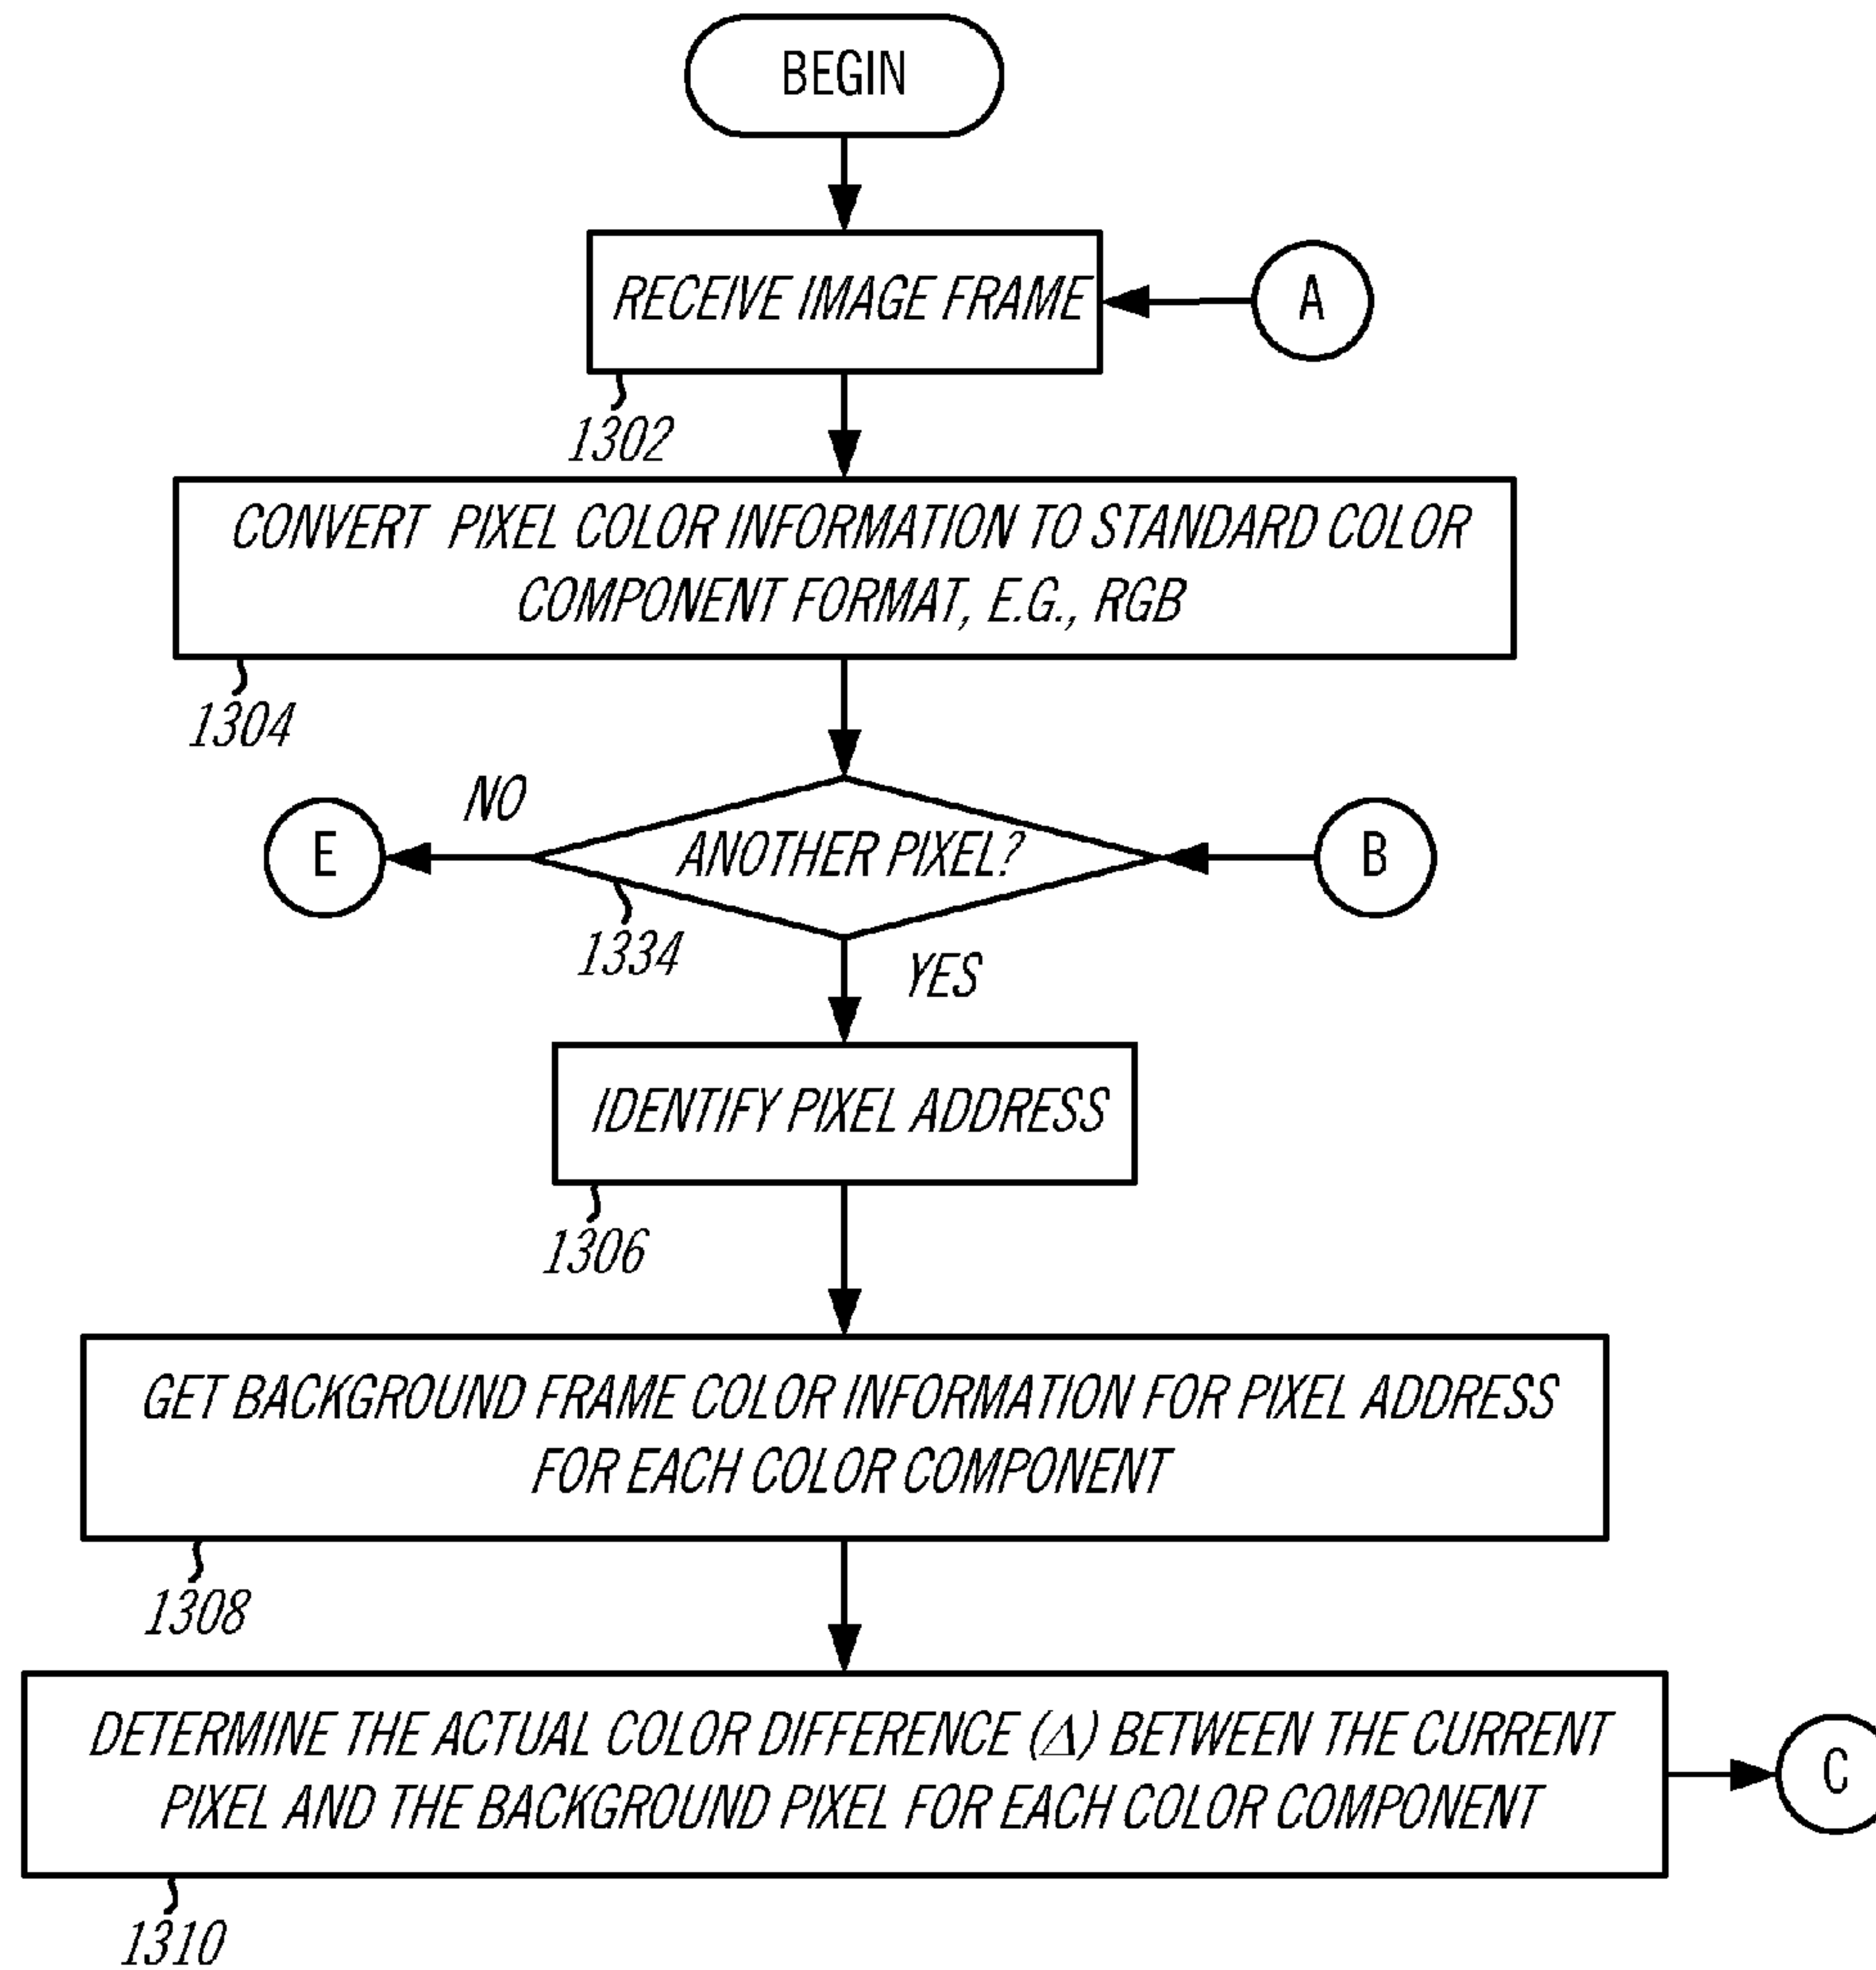 BEGIN
RECEIVE IMAGE FRAME
A
1302
CONVERT PIXEL COLOR INFORMATION TO STANDARD COLOR
COMPONENT FORMAT, E.G., RGB
1304
NO
E
ANOTHER PIXEL?
B
1334
YES
IDENTIFY PIXEL ADDRESS
1306
GET BACKGROUND FRAME COLOR INFORMATION FOR PIXEL ADDRESS
FOR EACH COLOR COMPONENT
1308
DETERMINE THE ACTUAL COLOR DIFFERENCE (Δ) BETWEEN THE CURRENT
PIXEL AND THE BACKGROUND PIXEL FOR EACH COLOR COMPONENT
C
1310